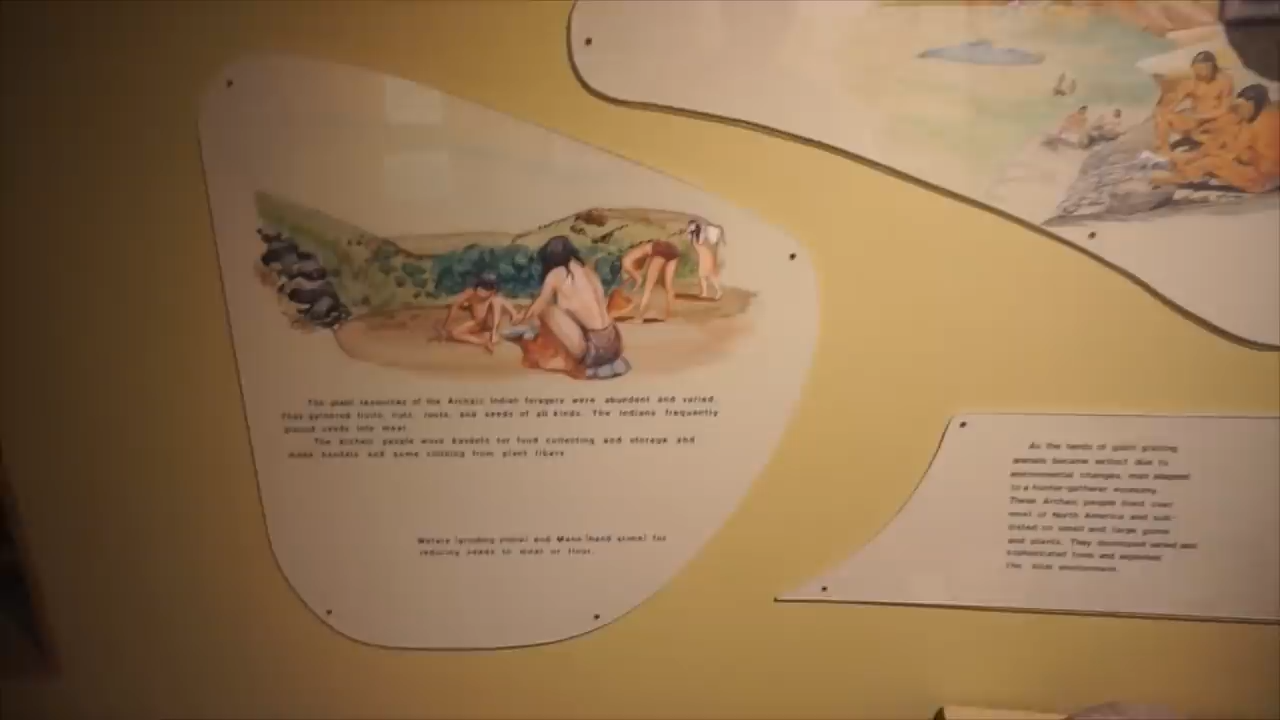 The plant resources of the Archaic Indian foragers were abundant and varied.
They gathered fruits, nuts, roots, and seeds of all kinds. The Indians frequently
ground seeds into meal.
The Archaic people wove baskets for food collecting and storage and
made sandals and some clothing from plant fibers.
Metate (grinding stone) and Mano (hand stone) for
reducing seeds to meal or flour.
As the herds of giant grazing
animals became extinct due to
environmental changes, man adapted
to a hunter-gatherer economy.
These Archaic people lived over
most of North America and sub-
sisted on small and large game
and plants. They developed varied and
sophisticated tools and exploited
the total environment.